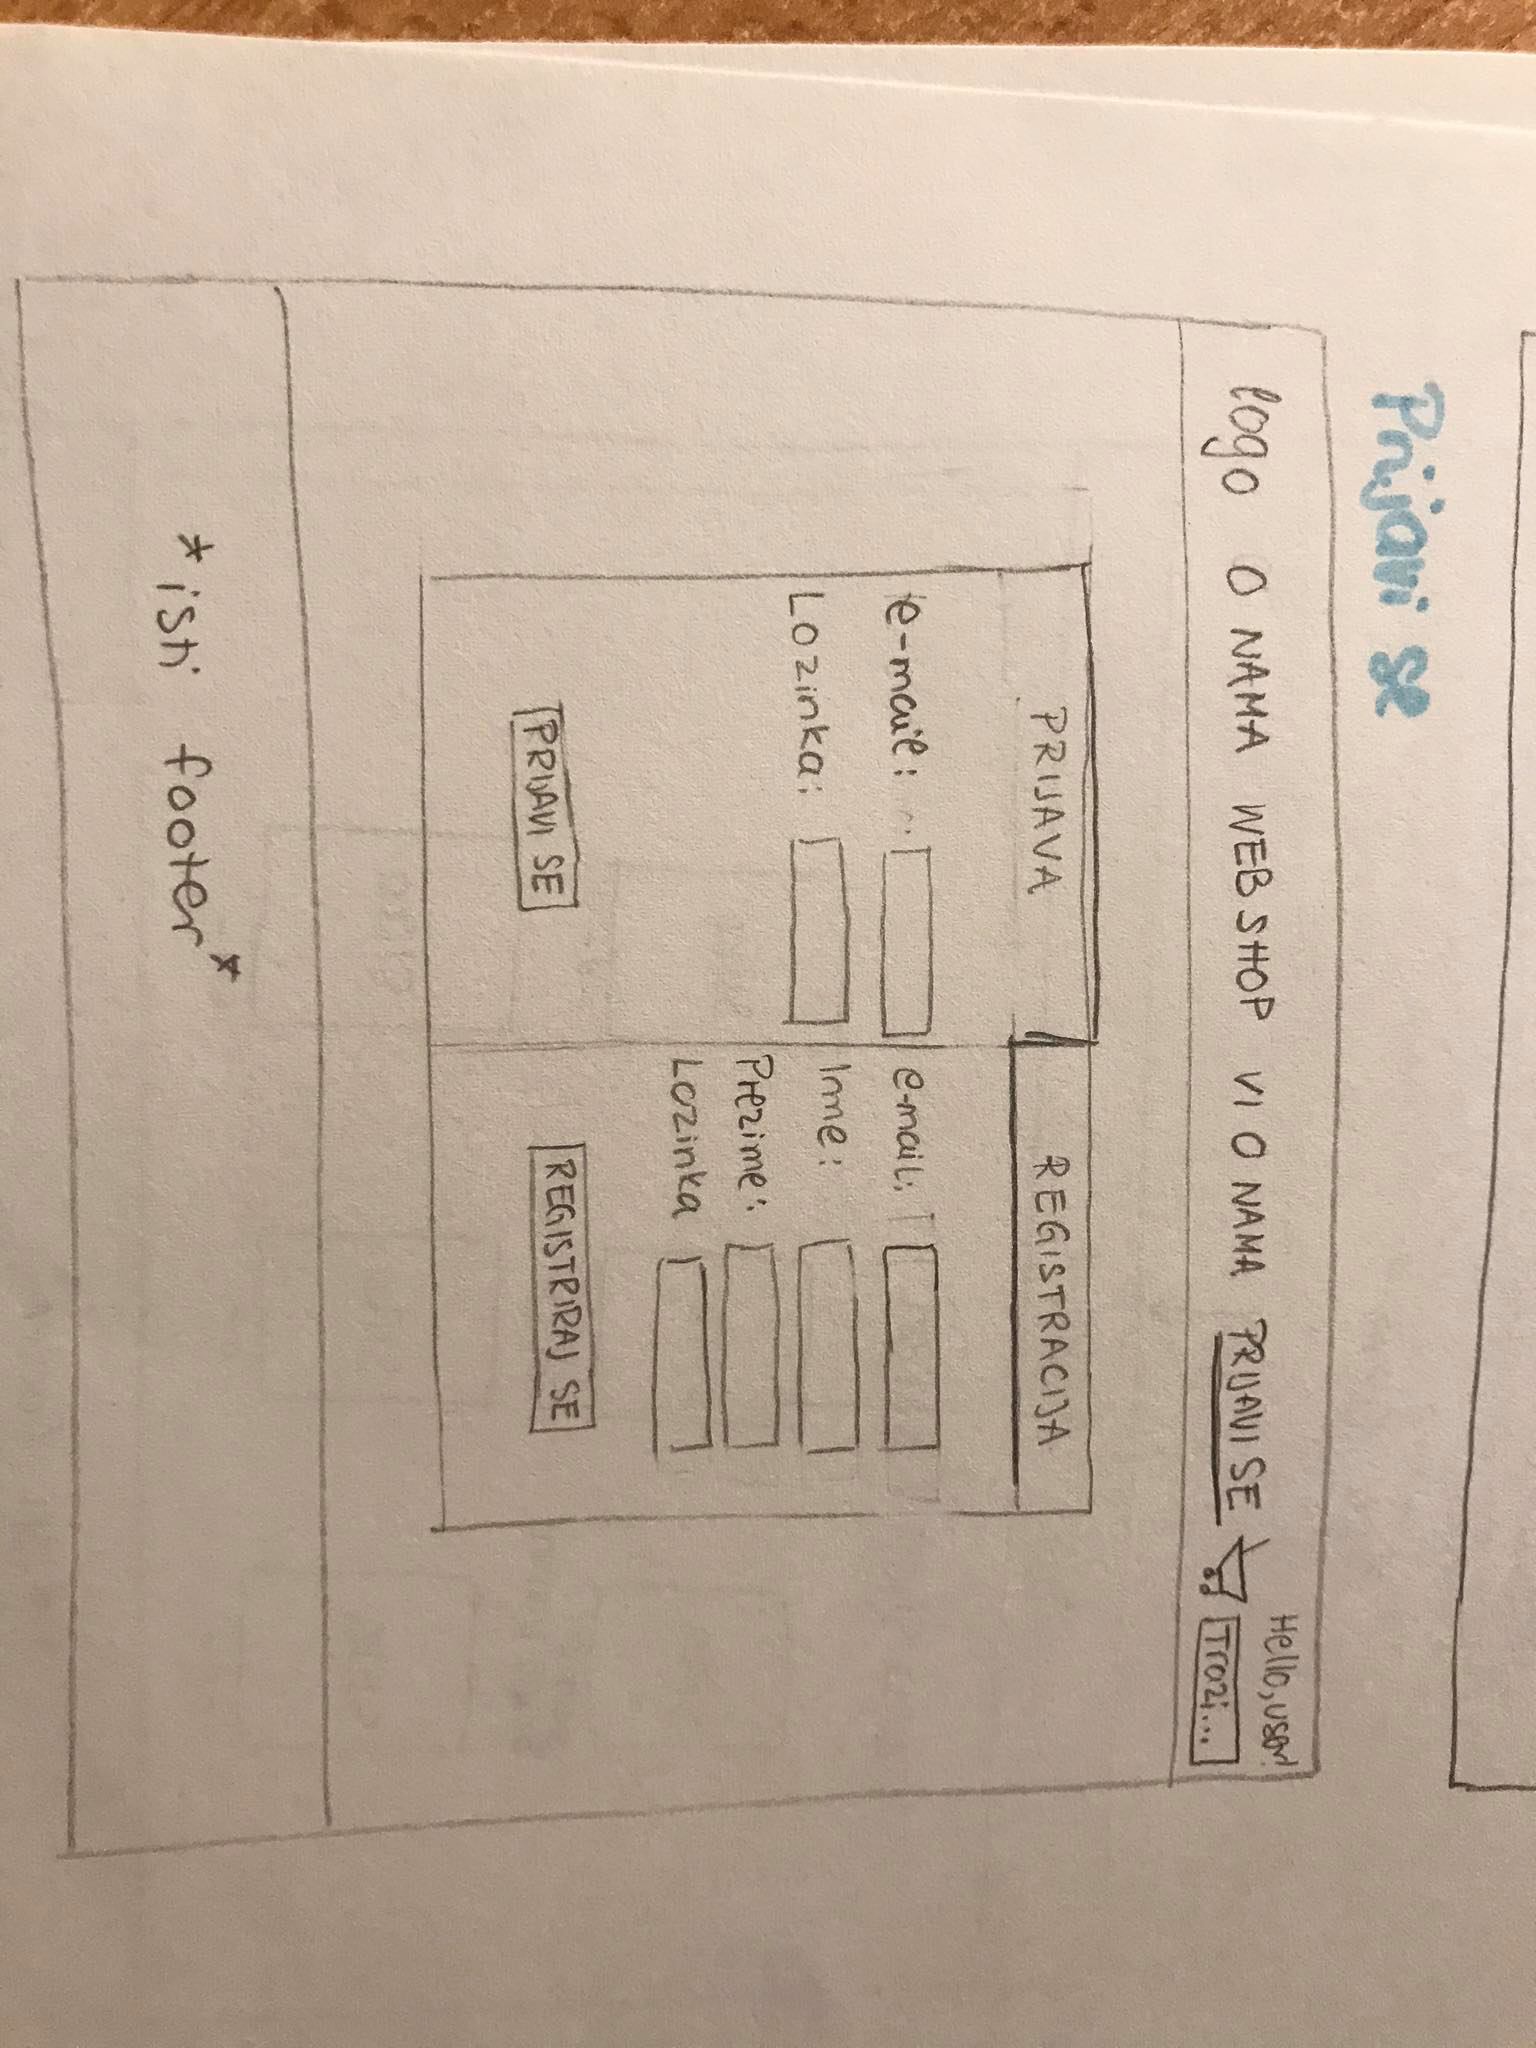 Prijavi se
logo O NAMA WEB SHOP VI O NAMA PRIJAVI SE Hello, user!
Trazi...
PRIJAVA REGISTRACIJA
e-mail: e-mail:
Lozinka: Ime:
Prezime:
Lozinka
PRIJAVI SE REGISTRIRAJ SE
*isti footer*